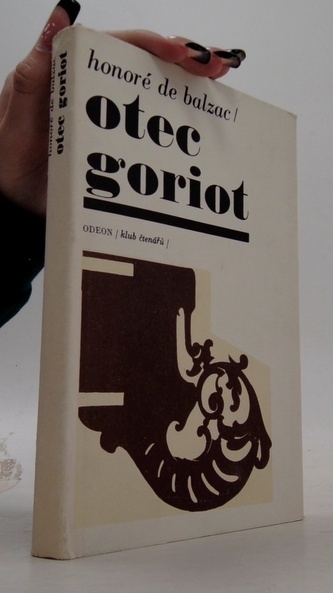 honoré de balzac/
otec
goriot
ODEON / klub čtenářů /
honoré de balzac
otec goriot